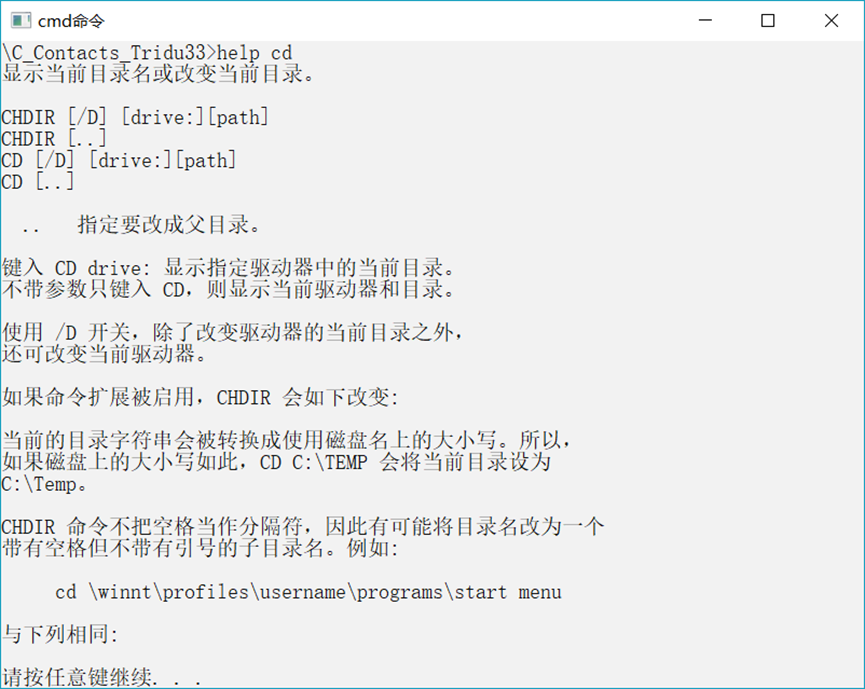 cmd命令
\C_Contacts_Tridu33>help cd
显示当前目录名或改变当前目录。
CHDIR [/D] [drive:][path]
CHDIR [..]
CD [/D] [drive:][path]
CD [..]
.. 指定要改成父目录。
键入 CD drive: 显示指定驱动器中的当前目录。
不带参数只键入 CD，则显示当前驱动器和目录。
使用 /D 开关，除了改变驱动器的当前目录之外，
还可改变当前驱动器。
如果命令扩展被启用，CHDIR 会如下改变:
当前的目录字符串会被转换成使用磁盘名上的大小写。所以，
如果磁盘上的大小写如此，CD C:\TEMP 会将当前目录设为
C:\Temp。
CHDIR 命令不把空格当作分隔符，因此有可能将目录名改为一个
带有空格但不带有引号的子目录名。例如:
cd \winnt\profiles\username\programs\start menu
与下列相同:
请按任意键继续. . .